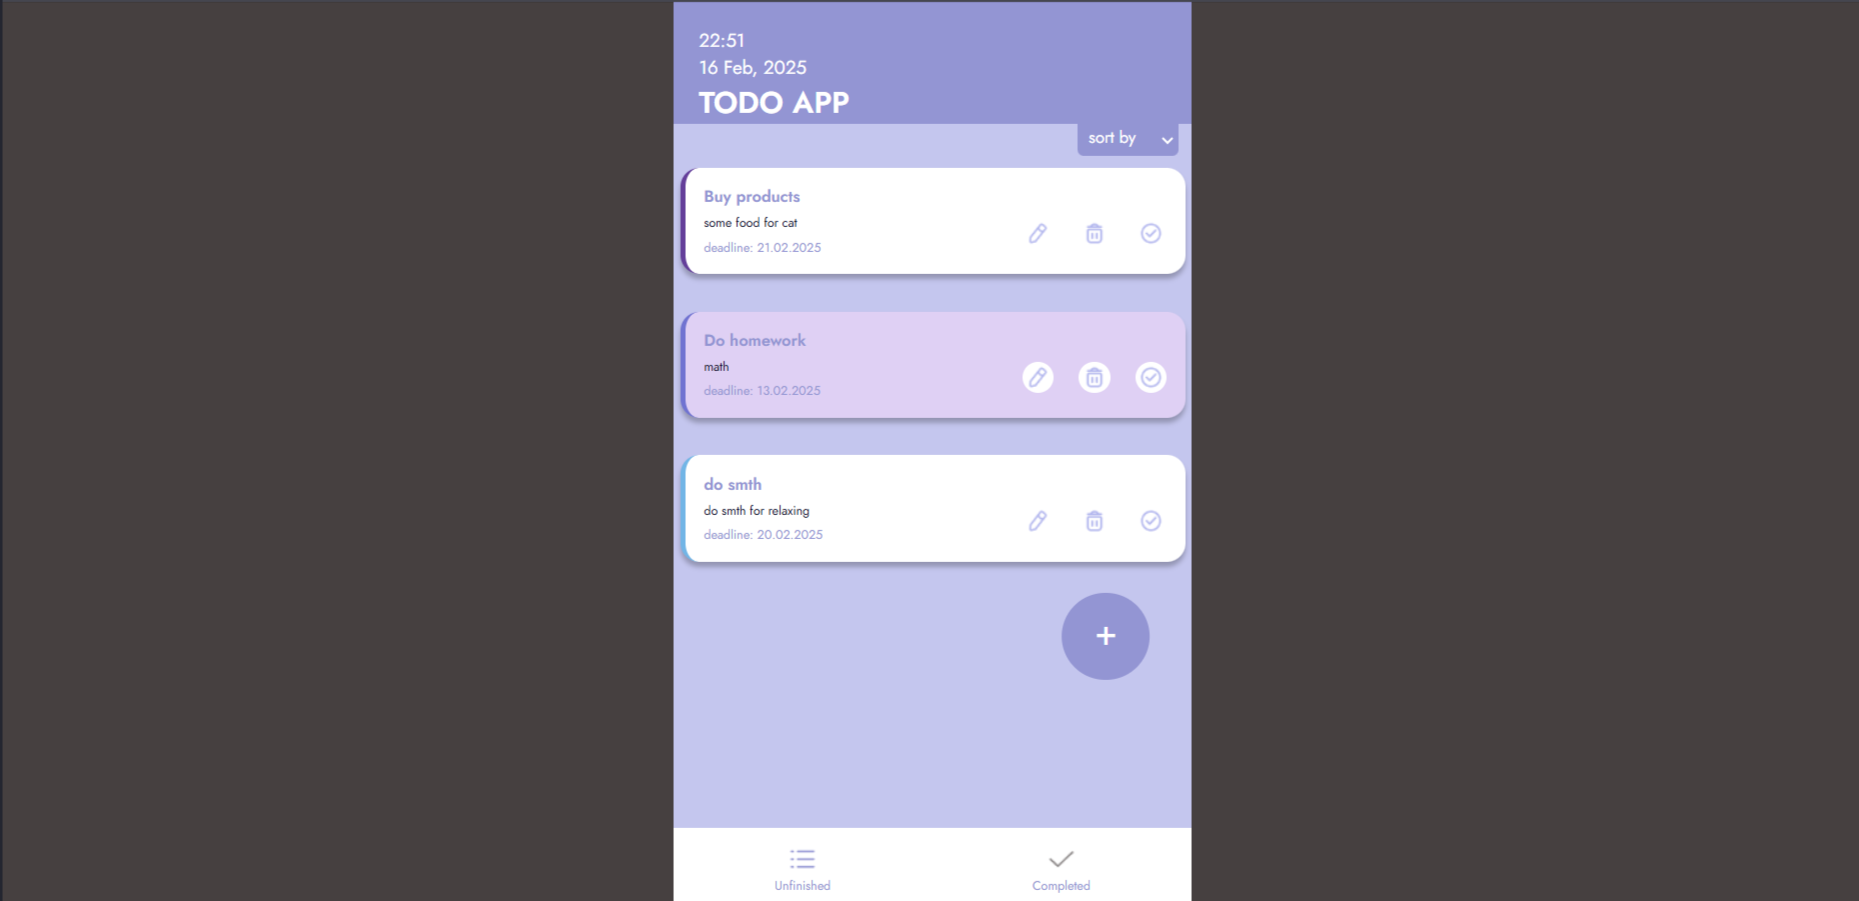 22:51
16 Feb, 2025
TODO APP
sort by
Buy products
some food for cat
deadline: 21.02.2025
Do homework
math
deadline: 13.02.2025
do smth
do smth for relaxing
deadline: 20.02.2025
+
Unfinished
Completed